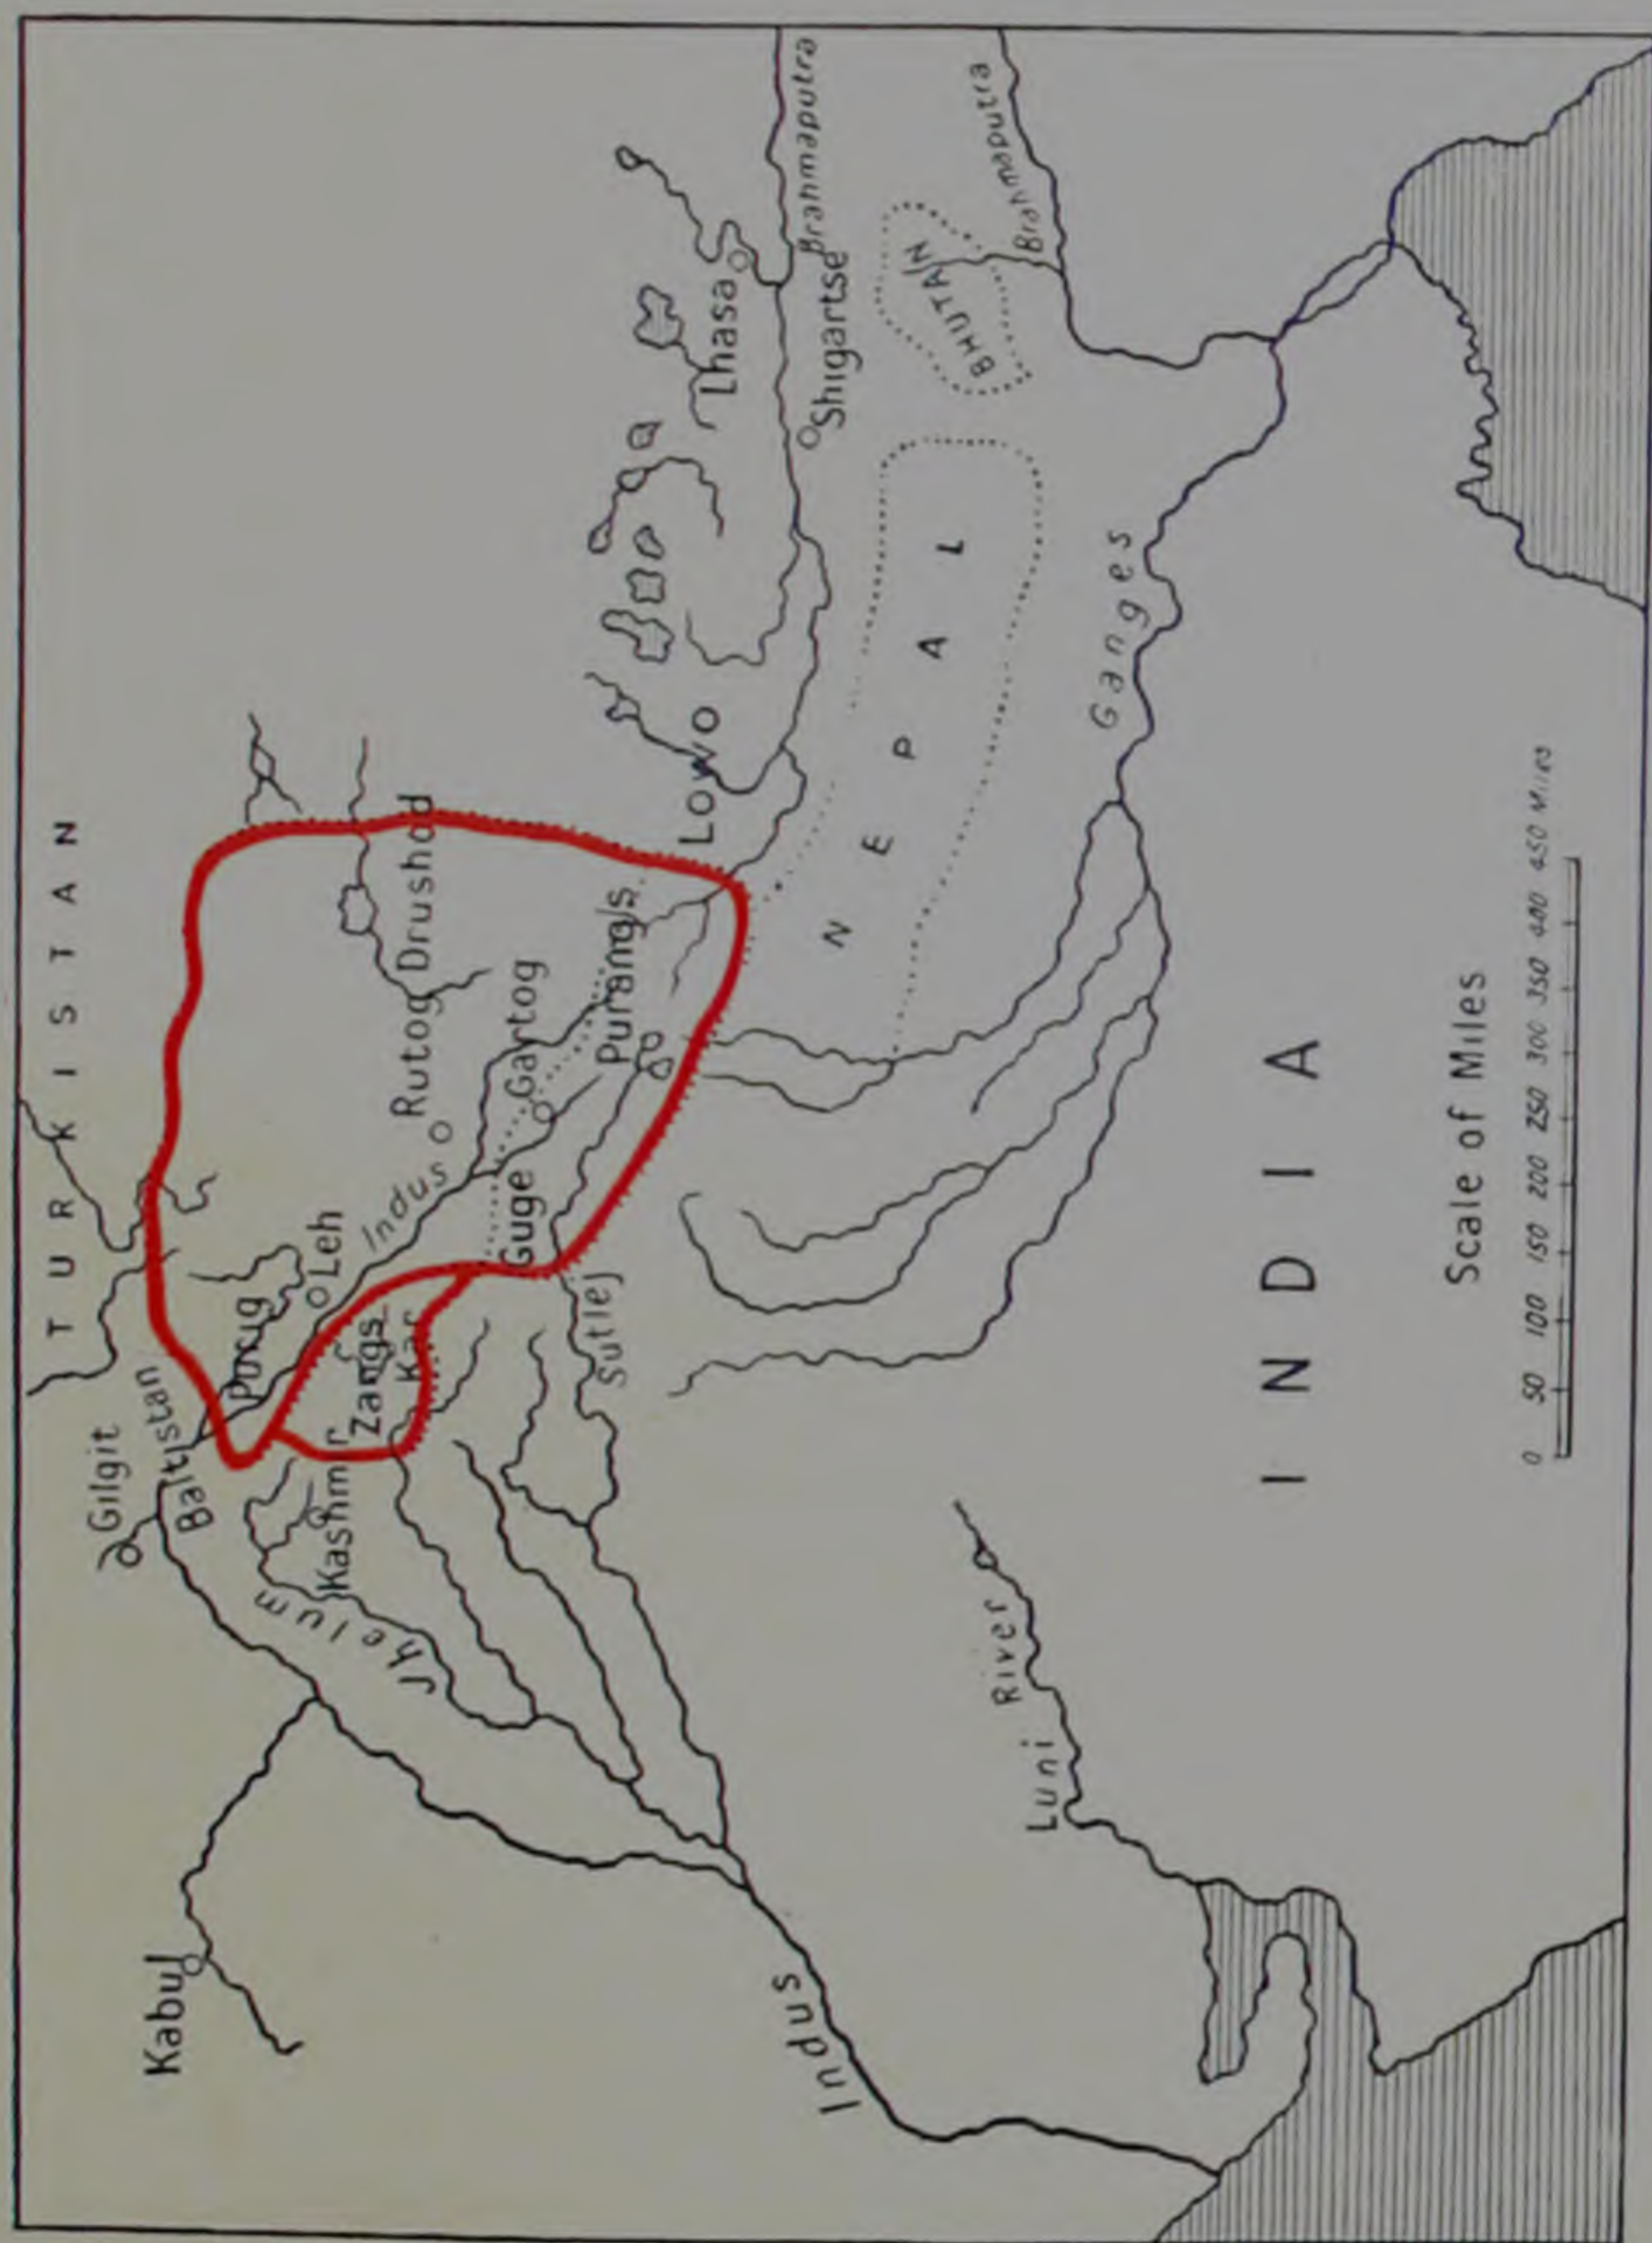 TURKISTAN
Gilgit
Baltistan
Purug
Leh
Kabul
Kashmir
Jhelum
Zangs
Kar
Indus
Rutog
Drushod
Guge
Gartog
Purangs
Sutlej
Lowo
Lhasa
Shigartse
Brahmaputra
Brahmaputra
BHUTAN
NEPAL
Ganges
Indus
Luni River
INDIA
Scale of Miles
0 50 100 150 200 250 300 350 400 450 Miles